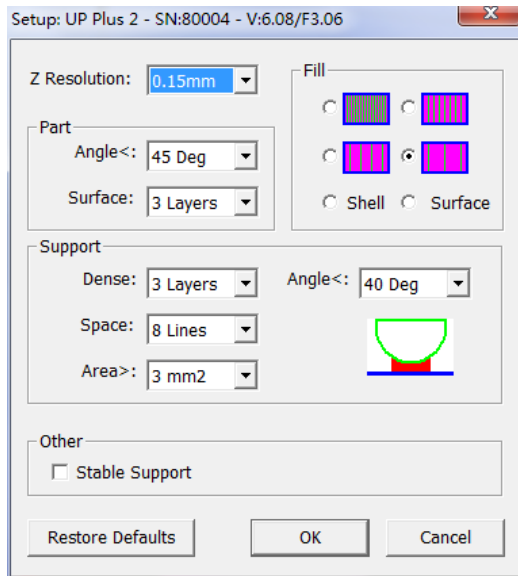 Setup: UP Plus 2 - SN:80004 - V:6.08/F3.06
Z Resolution: 0.15mm
Fill
Part
Angle<: 45 Deg
Surface: 3 Layers
Shell Surface
Support
Dense: 3 Layers Angle<: 40 Deg
Space: 8 Lines
Area>: 3 mm2
Other
Stable Support
Restore Defaults OK Cancel